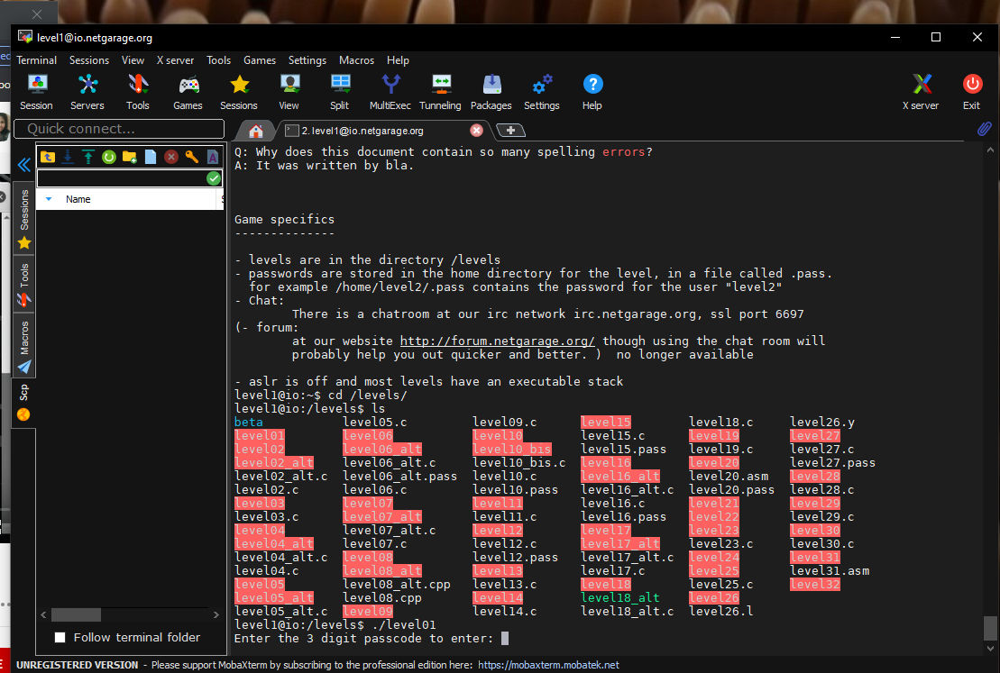 level1@io.netgarage.org
Terminal Sessions View X server Tools Games Settings Macros Help
Session Servers Tools Games Sessions View Split MultiExec Tunneling Packages Settings Help X server Exit
Quick connect...
2. level1@io.netgarage.org
Name
Sessions
Tools
Macros
Scp
Q: Why does this document contain so many spelling errors?
A: It was written by bla.
Game specifics
--------------
- levels are in the directory /levels
- passwords are stored in the home directory for the level, in a file called .pass.
for example /home/level2/.pass contains the password for the user "level2"
- Chat:
There is a chatroom at our irc network irc.netgarage.org, ssl port 6697
(- forum:
at our website http://forum.netgarage.org/ though using the chat room will
probably help you out quicker and better. )  no longer available
- aslr is off and most levels have an executable stack
level1@io:~$ cd /levels/
level1@io:/levels$ ls
beta level05.c level09.c level15 level18.c level26.y
level01 level06 level10 level15.c level19 level27
level02 level06_alt level10_bis level15.pass level19.c level27.c
level02_alt level06_alt.c level10_bis.c level16 level20 level27.pass
level02_alt.c level06_alt.pass level10.c level16_alt level20.asm level28
level02.c level06.c level10.pass level16_alt.c level20.pass level28.c
level03 level07 level11 level16.c level21 level29
level03.c level07_alt level11.c level16.pass level22 level29.c
level04 level07_alt.c level12 level17 level23 level30
level04_alt level07.c level12.c level17_alt level23.c level30.c
level04_alt.c level08 level12.pass level17_alt.c level24 level31
level04.c level08_alt level13 level17.c level25 level31.asm
level05 level08_alt.cpp level13.c level18 level25.c level32
level05_alt level08.cpp level14 level18_alt level26
level05_alt.c level09 level14.c level18_alt.c level26.l
level1@io:/levels$ ./level01
Enter the 3 digit passcode to enter:
Follow terminal folder
UNREGISTERED VERSION - Please support MobaXterm by subscribing to the professional edition here: https://mobaxterm.mobatek.net